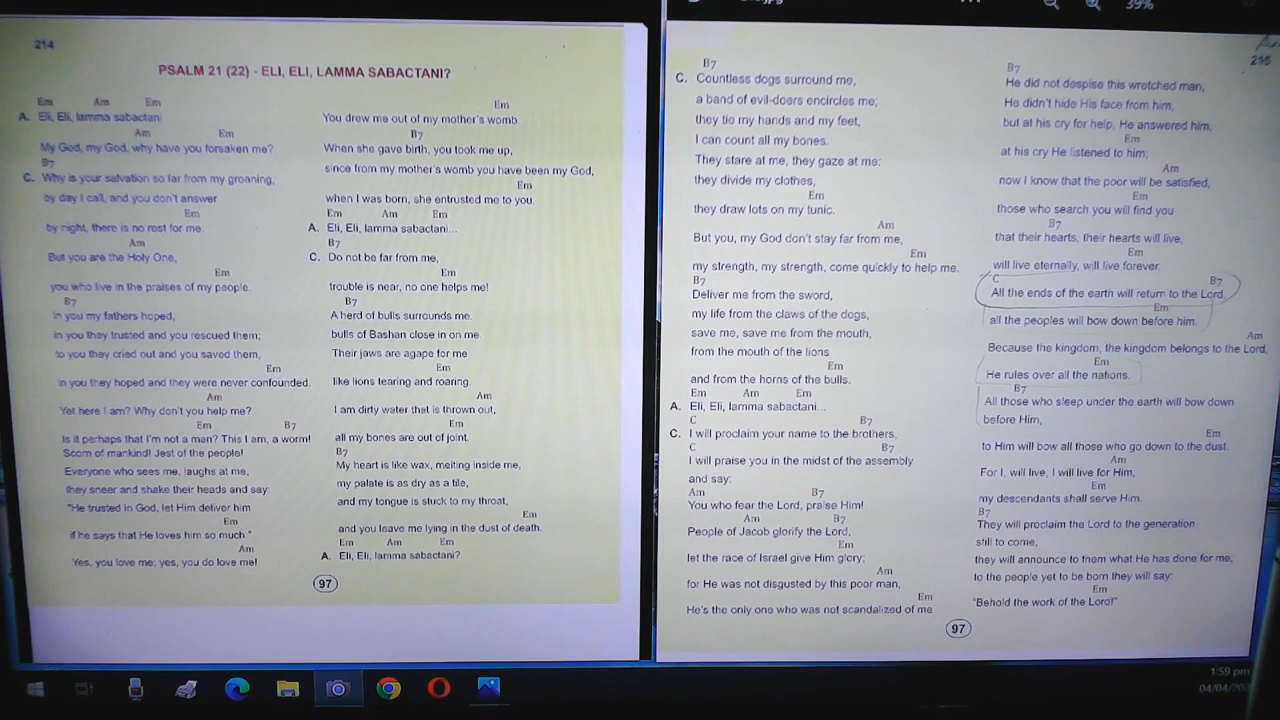 214
PSALM 21 (22) - ELI, ELI, LAMMA SABACTANI?
Em Am Em
A. Eli, Eli, lamma sabactani
Am Em
My God, my God, why have you forsaken me?
B7
C. Why is your salvation so far from my groaning,
by day I call, and you don't answer
Em
by night, there is no rest for me.
Am
But you are the Holy One,
Em
you who live in the praises of my people.
B7
In you my fathers hoped,
in you they trusted and you rescued them;
to you they cried out and you saved them,
Em
in you they hoped and they were never confounded.
Am
Yet here I am? Why don't you help me?
Em B7
Is it perhaps that I'm not a man? This I am, a worm!
Scorn of mankind! Jest of the people!
Everyone who sees me, laughs at me,
they sneer and shake their heads and say:
"He trusted in God, let Him deliver him
Em
if he says that He loves him so much."
Am
Yes, you love me; yes, you do love me!
Em
You drew me out of my mother's womb.
B7
When she gave birth, you took me up,
since from my mother's womb you have been my God,
Em
when I was born, she entrusted me to you.
Em Am Em
A. Eli, Eli, lamma sabactani...
B7
C. Do not be far from me,
Em
trouble is near, no one helps me!
B7
A herd of bulls surrounds me.
bulls of Bashan close in on me.
Their jaws are agape for me
Em
like lions tearing and roaring.
Am
I am dirty water that is thrown out,
Em
all my bones are out of joint.
B7
My heart is like wax, melting inside me,
my palate is as dry as a tile,
and my tongue is stuck to my throat,
Em
and you leave me lying in the dust of death.
Em Am Em
A. Eli, Eli, lamma sabactani?
97
39%
215
B7
C. Countless dogs surround me,
a band of evil-doers encircles me;
they tie my hands and my feet,
I can count all my bones.
They stare at me, they gaze at me;
they divide my clothes,
Em
they draw lots on my tunic.
Am
But you, my God don't stay far from me,
Em
my strength, my strength, come quickly to help me.
B7
Deliver me from the sword,
my life from the claws of the dogs,
save me, save me from the mouth,
from the mouth of the lions
Em
and from the horns of the bulls.
Em Am Em
A. Eli, Eli, lamma sabactani...
C B7
C. I will proclaim your name to the brothers,
C B7
I will praise you in the midst of the assembly
and say:
Am B7
You who fear the Lord, praise Him!
Am B7
People of Jacob glorify the Lord,
Em
let the race of Israel give Him glory;
Am
for He was not disgusted by this poor man,
Em
He's the only one who was not scandalized of me
B7
He did not despise this wretched man,
He didn't hide His face from him,
but at his cry for help, He answered him,
Em
at his cry He listened to him;
Am
now I know that the poor will be satisfied,
Em
those who search you will find you
B7
that their hearts, their hearts will live,
Em
will live eternally, will live forever.
C B7
All the ends of the earth will return to the Lord,
Em
all the peoples will bow down before him.
Am
Because the kingdom, the kingdom belongs to the Lord,
Em
He rules over all the nations.
B7
All those who sleep under the earth will bow down
before Him,
Em
to Him will bow all those who go down to the dust.
Am
For I, will live, I will live for Him,
Em
my descendants shall serve Him.
B7
They will proclaim the Lord to the generation
still to come;
they will announce to them what He has done for me;
to the people yet to be born they will say:
Em
"Behold the work of the Lord!"
97
1:59 pm
04/04/